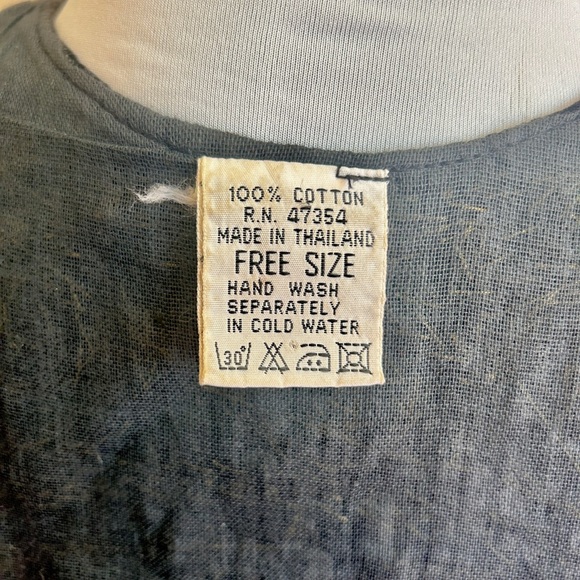 100% COTTON
R.N. 47354
MADE IN THAILAND
FREE SIZE
HAND WASH
SEPARATELY
IN COLD WATER
30°